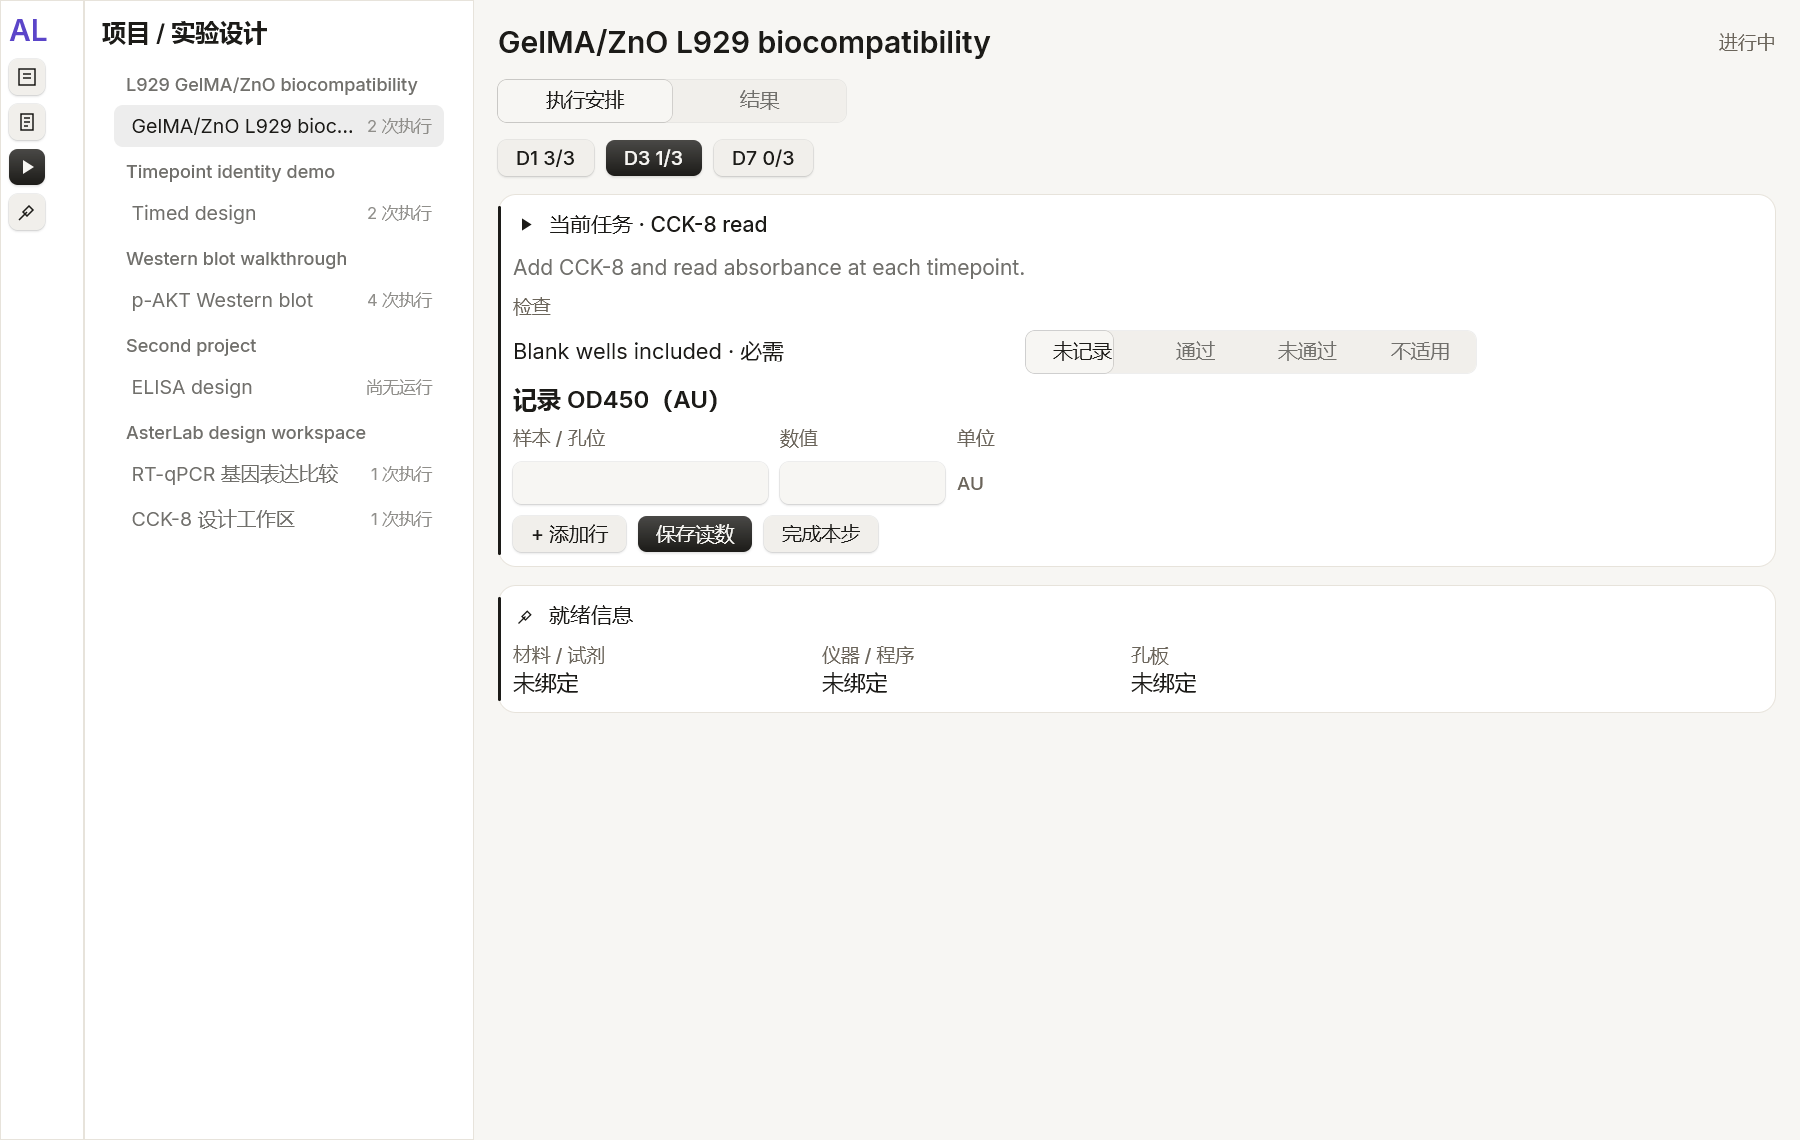 AL
项目 / 实验设计
L929 GelMA/ZnO biocompatibility
GelMA/ZnO L929 bioc... 2 次执行
Timepoint identity demo
Timed design 2 次执行
Western blot walkthrough
p-AKT Western blot 4 次执行
Second project
ELISA design 尚无运行
AsterLab design workspace
RT-qPCR 基因表达比较 1 次执行
CCK-8 设计工作区 1 次执行
GelMA/ZnO L929 biocompatibility 进行中
执行安排 结果
D1 3/3 D3 1/3 D7 0/3
当前任务 · CCK-8 read
Add CCK-8 and read absorbance at each timepoint.
检查
Blank wells included · 必需 未记录 通过 未通过 不适用
记录 OD450（AU）
样本 / 孔位 数值 单位
AU
+ 添加行 保存读数 完成本步
就绪信息
材料 / 试剂 仪器 / 程序 孔板
未绑定 未绑定 未绑定